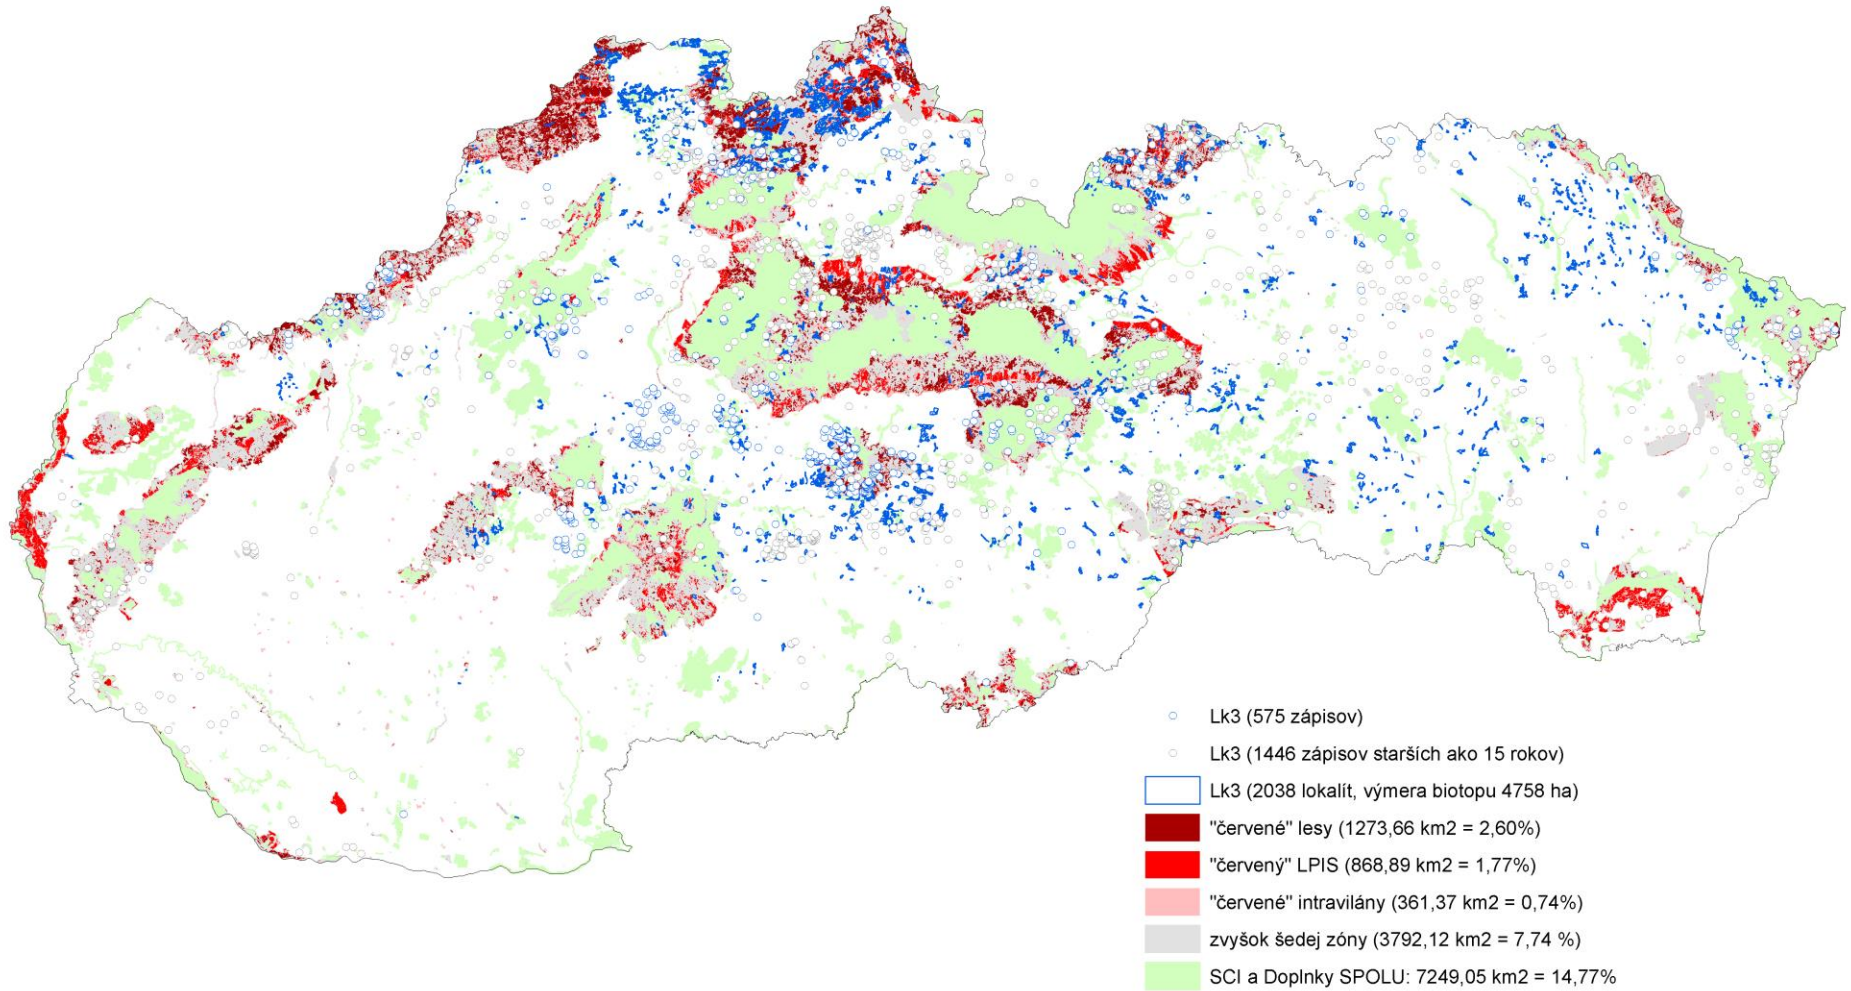 Lk3 (575 zápisov)
Lk3 (1446 zápisov starších ako 15 rokov)
Lk3 (2038 lokalít, výmera biotopu 4758 ha)
"červené" lesy (1273,66 km2 = 2,60%)
"červený" LPIS (868,89 km2 = 1,77%)
"červené" intravilány (361,37 km2 = 0,74%)
zvyšok šedej zóny (3792,12 km2 = 7,74 %)
SCI a Doplnky SPOLU: 7249,05 km2 = 14,77%